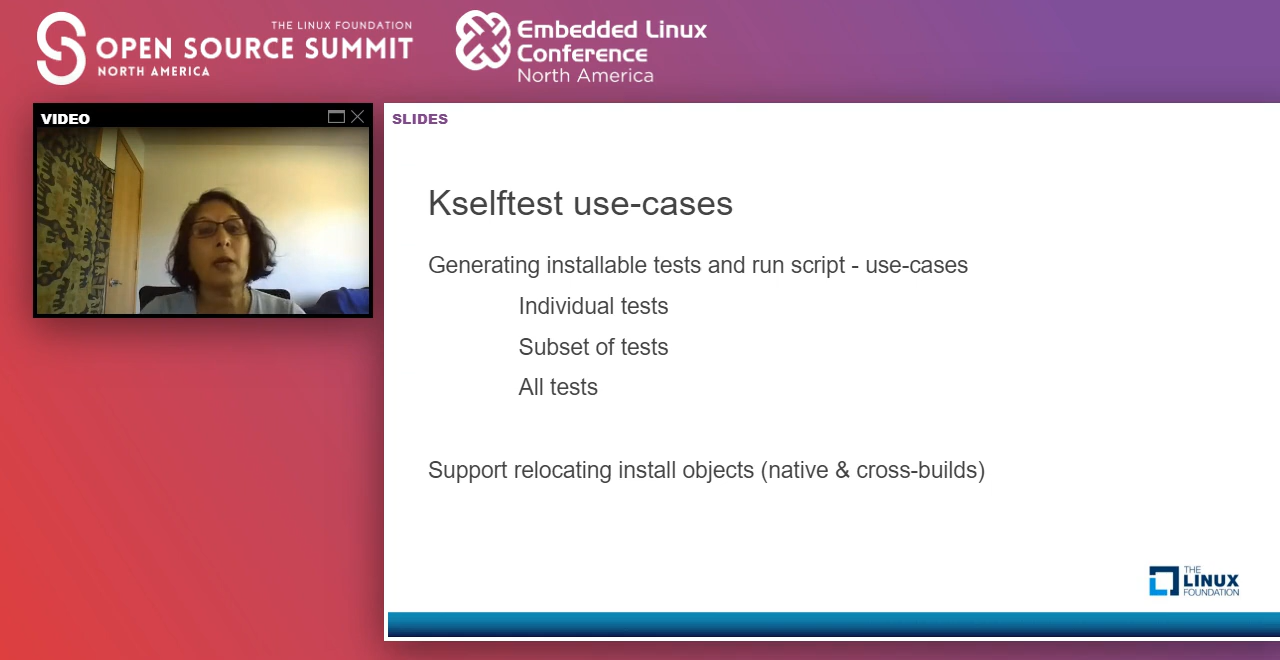 THE LINUX FOUNDATION
OPEN SOURCE SUMMIT
NORTH AMERICA
Embedded Linux
Conference
North America
VIDEO
SLIDES
Kselftest use-cases
Generating installable tests and run script - use-cases
Individual tests
Subset of tests
All tests
Support relocating install objects (native & cross-builds)
THE
LINUX
FOUNDATION